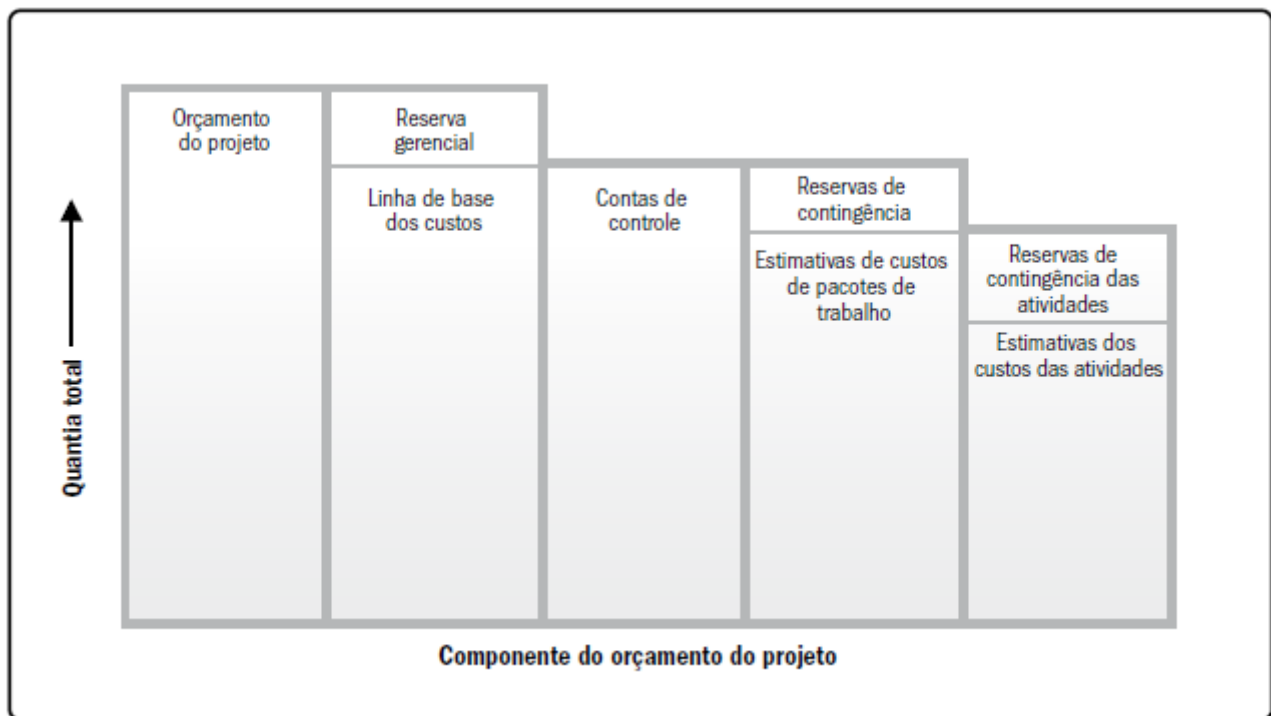 Orçamento
do projeto
Reserva
gerencial
Linha de base
dos custos
Contas de
controle
Reservas de
contingência
Estimativas de custos
de pacotes de
trabalho
Reservas de
contingência das
atividades
Estimativas dos
custos das atividades
Quantia total
Componente do orçamento do projeto